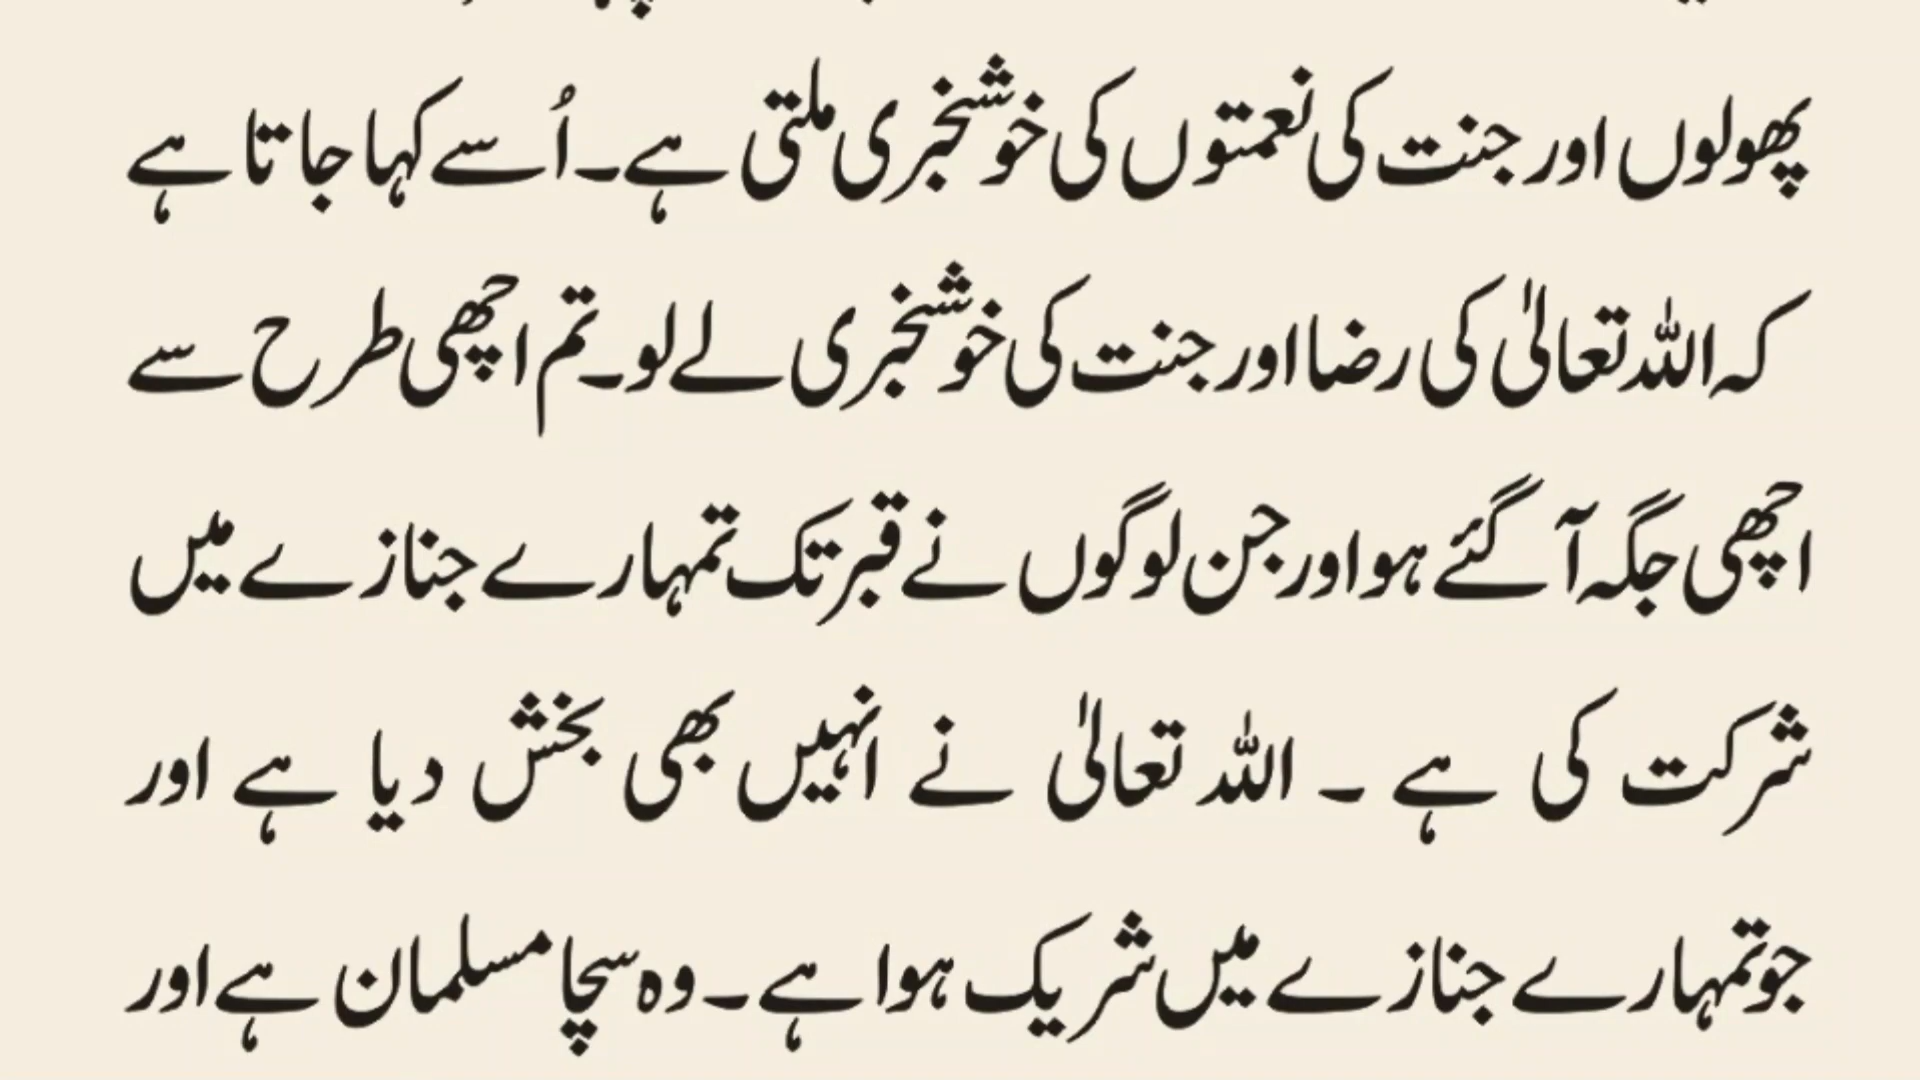 پھولوں اور جنت کی نعمتوں کی خوشخبری ملتی ہے۔ اُسے کہا جاتا ہے
کہ اللہ تعالیٰ کی رضا اور جنت کی خوشخبری لے لو۔ تم اچھی طرح سے
اچھی جگہ آ گئے ہو اور جن لوگوں نے قبر تک تمہارے جنازے میں
شرکت کی ہے ۔ اللہ تعالیٰ نے انہیں بھی بخش دیا ہے اور
جو تمہارے جنازے میں شریک ہوا ہے۔ وہ سچا مسلمان ہے اور